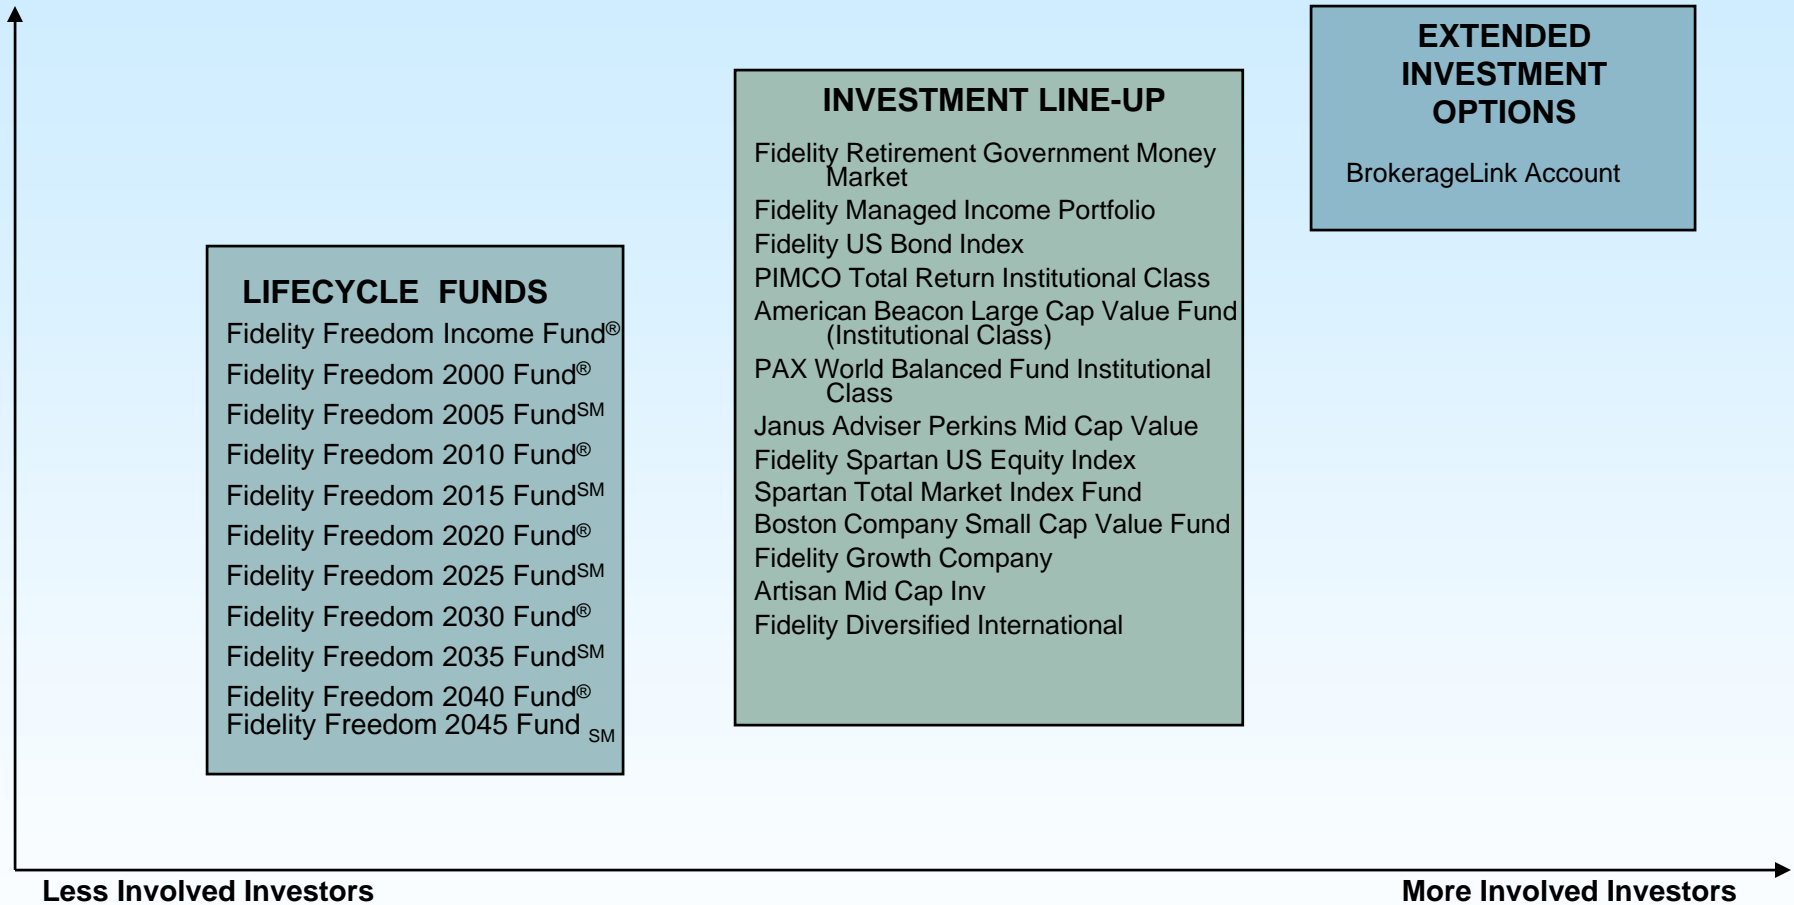 LIFECYCLE FUNDS
Fidelity Freedom Income Fund®
Fidelity Freedom 2000 Fund®
Fidelity Freedom 2005 Fund℠
Fidelity Freedom 2010 Fund®
Fidelity Freedom 2015 Fund℠
Fidelity Freedom 2020 Fund®
Fidelity Freedom 2025 Fund℠
Fidelity Freedom 2030 Fund®
Fidelity Freedom 2035 Fund℠
Fidelity Freedom 2040 Fund®
Fidelity Freedom 2045 Fund SM
INVESTMENT LINE-UP
Fidelity Retirement Government Money
Market
Fidelity Managed Income Portfolio
Fidelity US Bond Index
PIMCO Total Return Institutional Class
American Beacon Large Cap Value Fund
(Institutional Class)
PAX World Balanced Fund Institutional
Class
Janus Adviser Perkins Mid Cap Value
Fidelity Spartan US Equity Index
Spartan Total Market Index Fund
Boston Company Small Cap Value Fund
Fidelity Growth Company
Artisan Mid Cap Inv
Fidelity Diversified International
EXTENDED
INVESTMENT
OPTIONS
BrokerageLink Account
Less Involved Investors
More Involved Investors